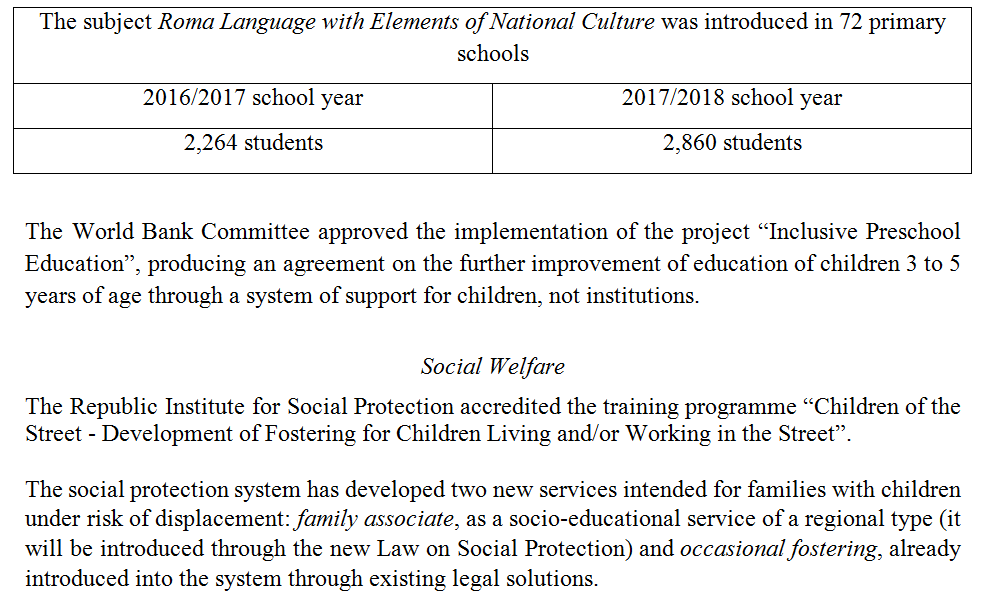 The subject Roma Language with Elements of National Culture was introduced in 72 primary
schools
2016/2017 school year
2017/2018 school year
2,264 students
2,860 students
The World Bank Committee approved the implementation of the project “Inclusive Preschool
Education”, producing an agreement on the further improvement of education of children 3 to 5
years of age through a system of support for children, not institutions.
Social Welfare
The Republic Institute for Social Protection accredited the training programme “Children of the
Street - Development of Fostering for Children Living and/or Working in the Street”.
The social protection system has developed two new services intended for families with children
under risk of displacement: family associate, as a socio-educational service of a regional type (it
will be introduced through the new Law on Social Protection) and occasional fostering, already
introduced into the system through existing legal solutions.